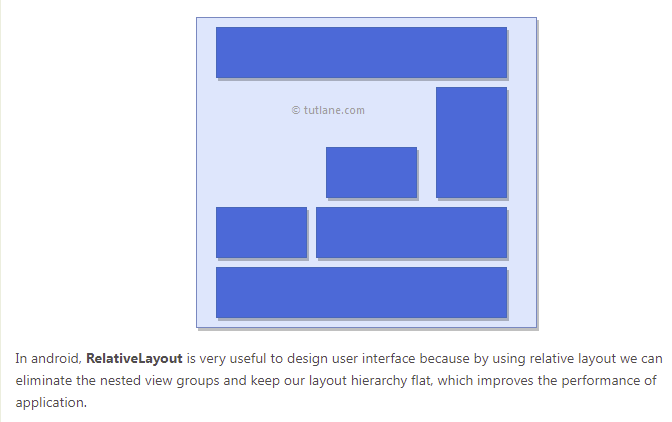 © tutlane.com
In android, RelativeLayout is very useful to design user interface because by using relative layout we can
eliminate the nested view groups and keep our layout hierarchy flat, which improves the performance of
application.